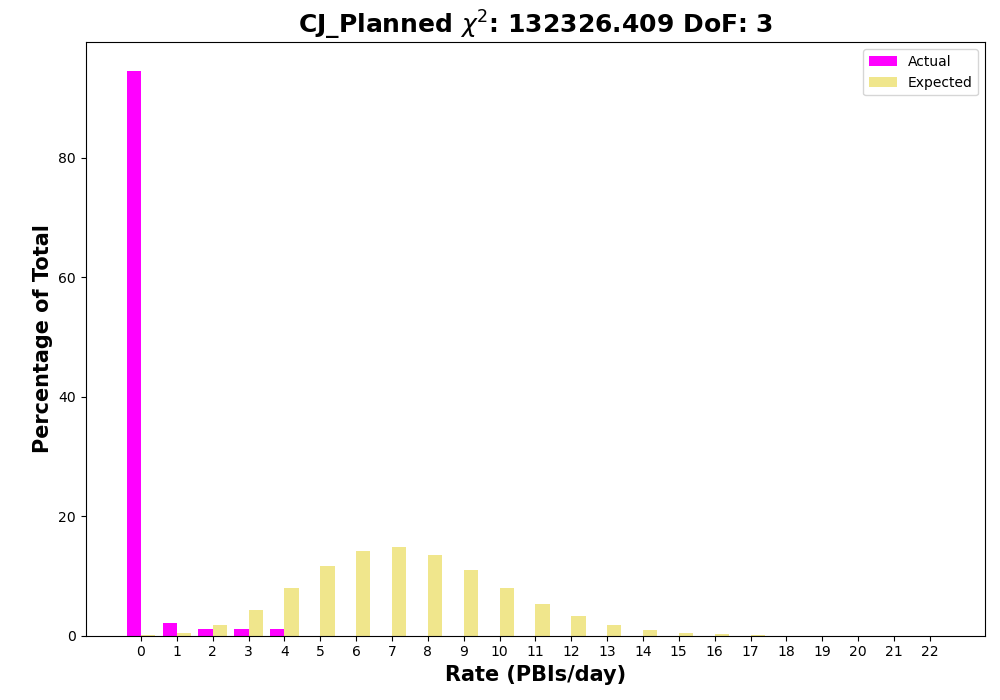 CJ_Planned χ²: 132326.409 DoF: 3
Actual
Expected
Percentage of Total
80
60
40
20
0
0 1 2 3 4 5 6 7 8 9 10 11 12 13 14 15 16 17 18 19 20 21 22
Rate (PBIs/day)